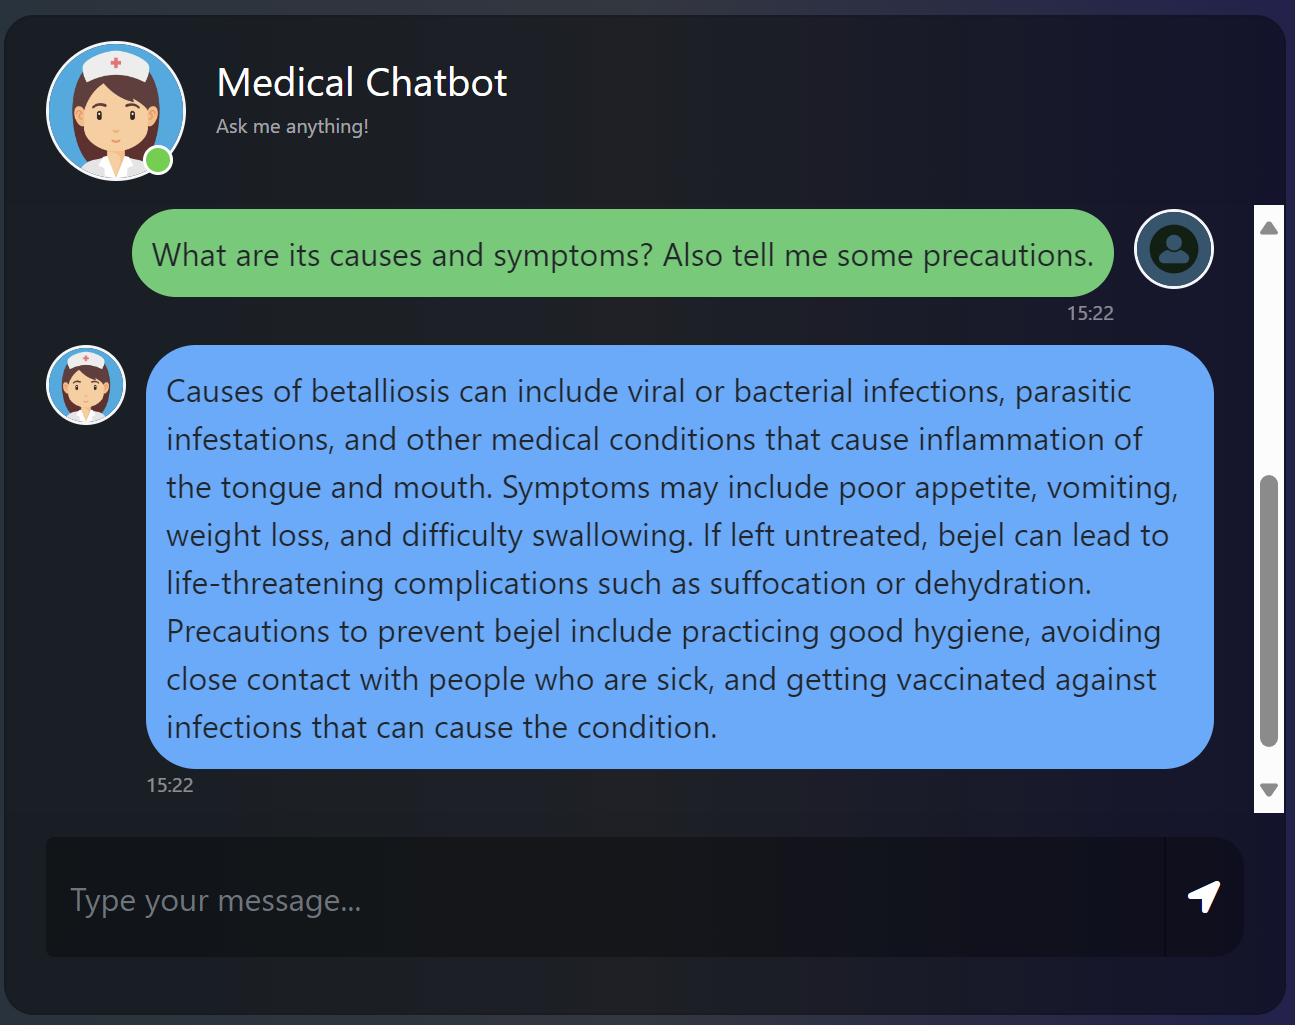 Medical Chatbot
Ask me anything!
What are its causes and symptoms? Also tell me some precautions.
15:22
Causes of betalliosis can include viral or bacterial infections, parasitic
infestations, and other medical conditions that cause inflammation of
the tongue and mouth. Symptoms may include poor appetite, vomiting,
weight loss, and difficulty swallowing. If left untreated, bejel can lead to
life-threatening complications such as suffocation or dehydration.
Precautions to prevent bejel include practicing good hygiene, avoiding
close contact with people who are sick, and getting vaccinated against
infections that can cause the condition.
15:22
Type your message...